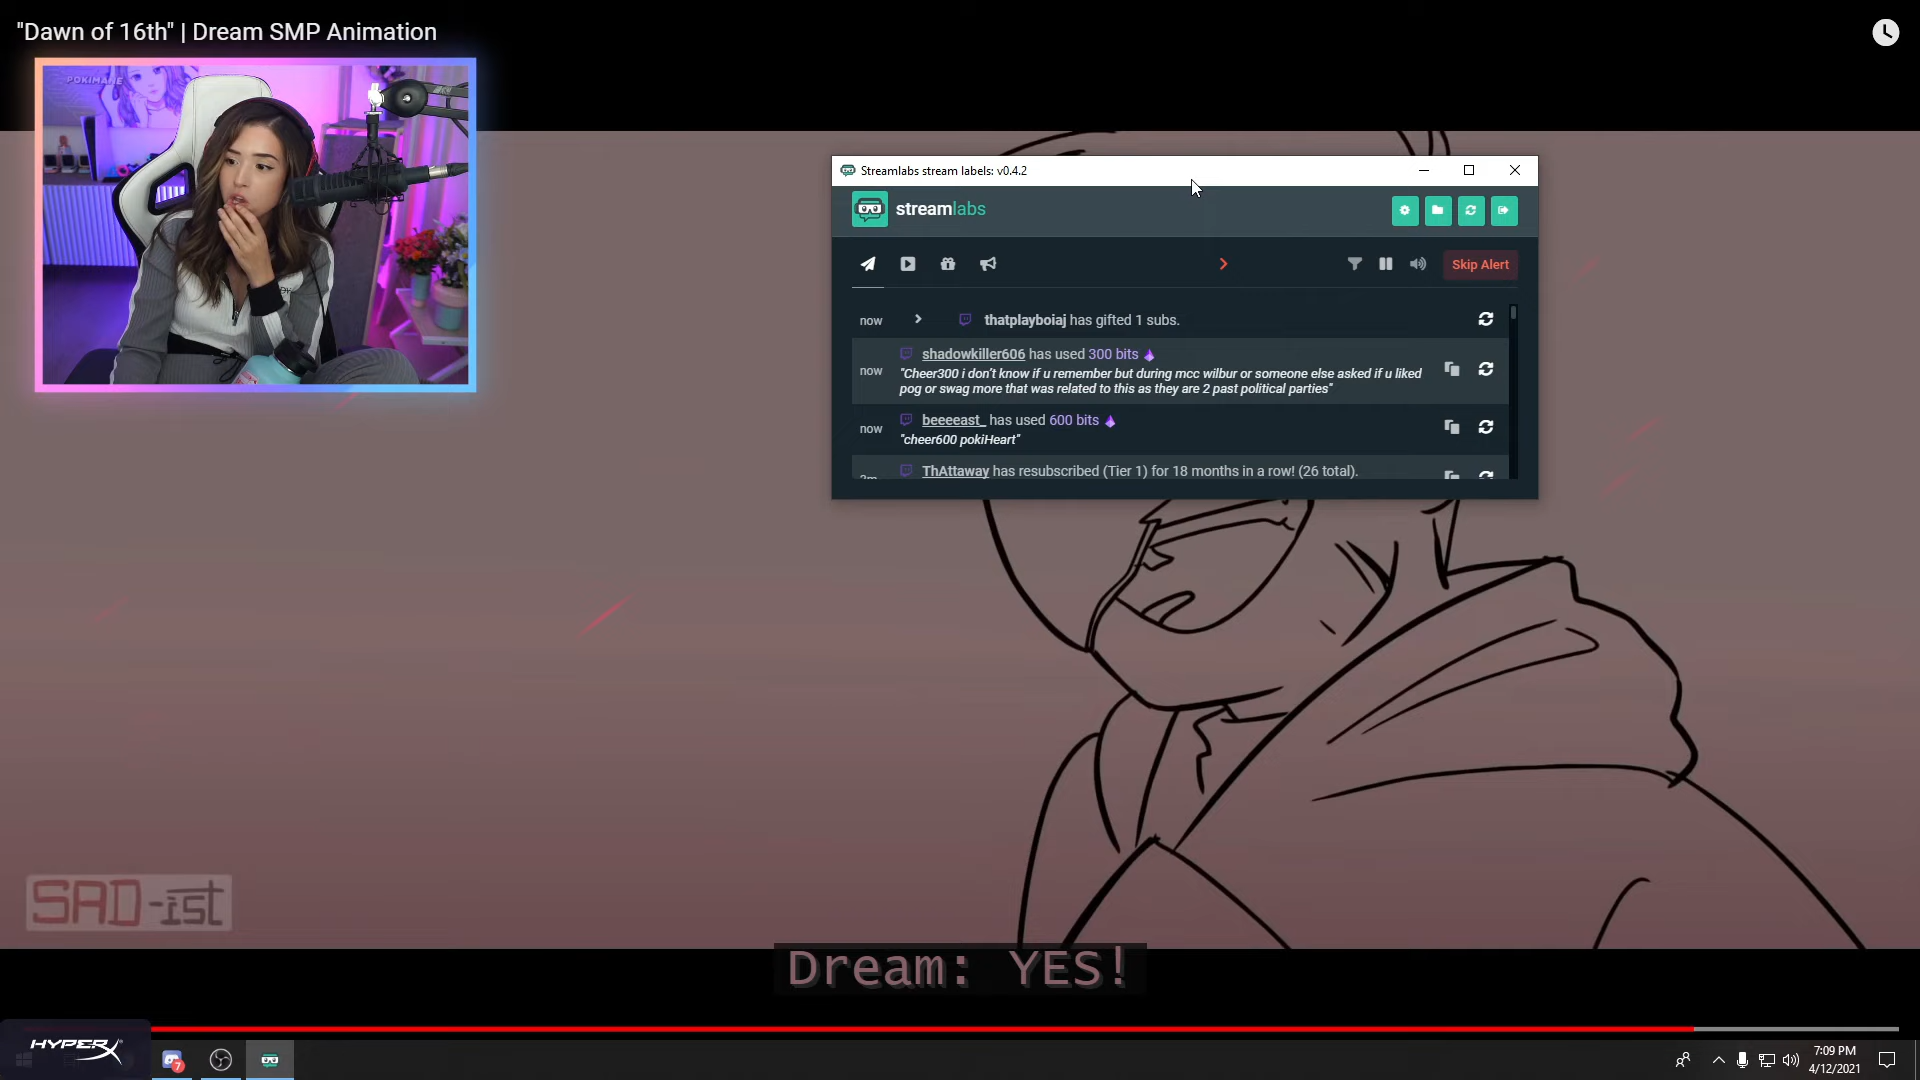 "Dawn of 16th" | Dream SMP Animation
POKIMANE
Streamlabs stream labels: v0.4.2
streamlabs
Skip Alert
now thatplayboiaj has gifted 1 subs.
shadowkiller606 has used 300 bits
now
"Cheer300 i don't know if u remember but during mcc wilbur or someone else asked if u liked
pog or swag more that was related to this as they are 2 past political parties"
beeeeast_ has used 600 bits
now
"cheer600 pokiHeart"
ThAttaway has resubscribed (Tier 1) for 18 months in a row! (26 total).
SAD-ist
Dream: YES!
HYPERX
7
7:09 PM
4/12/2021